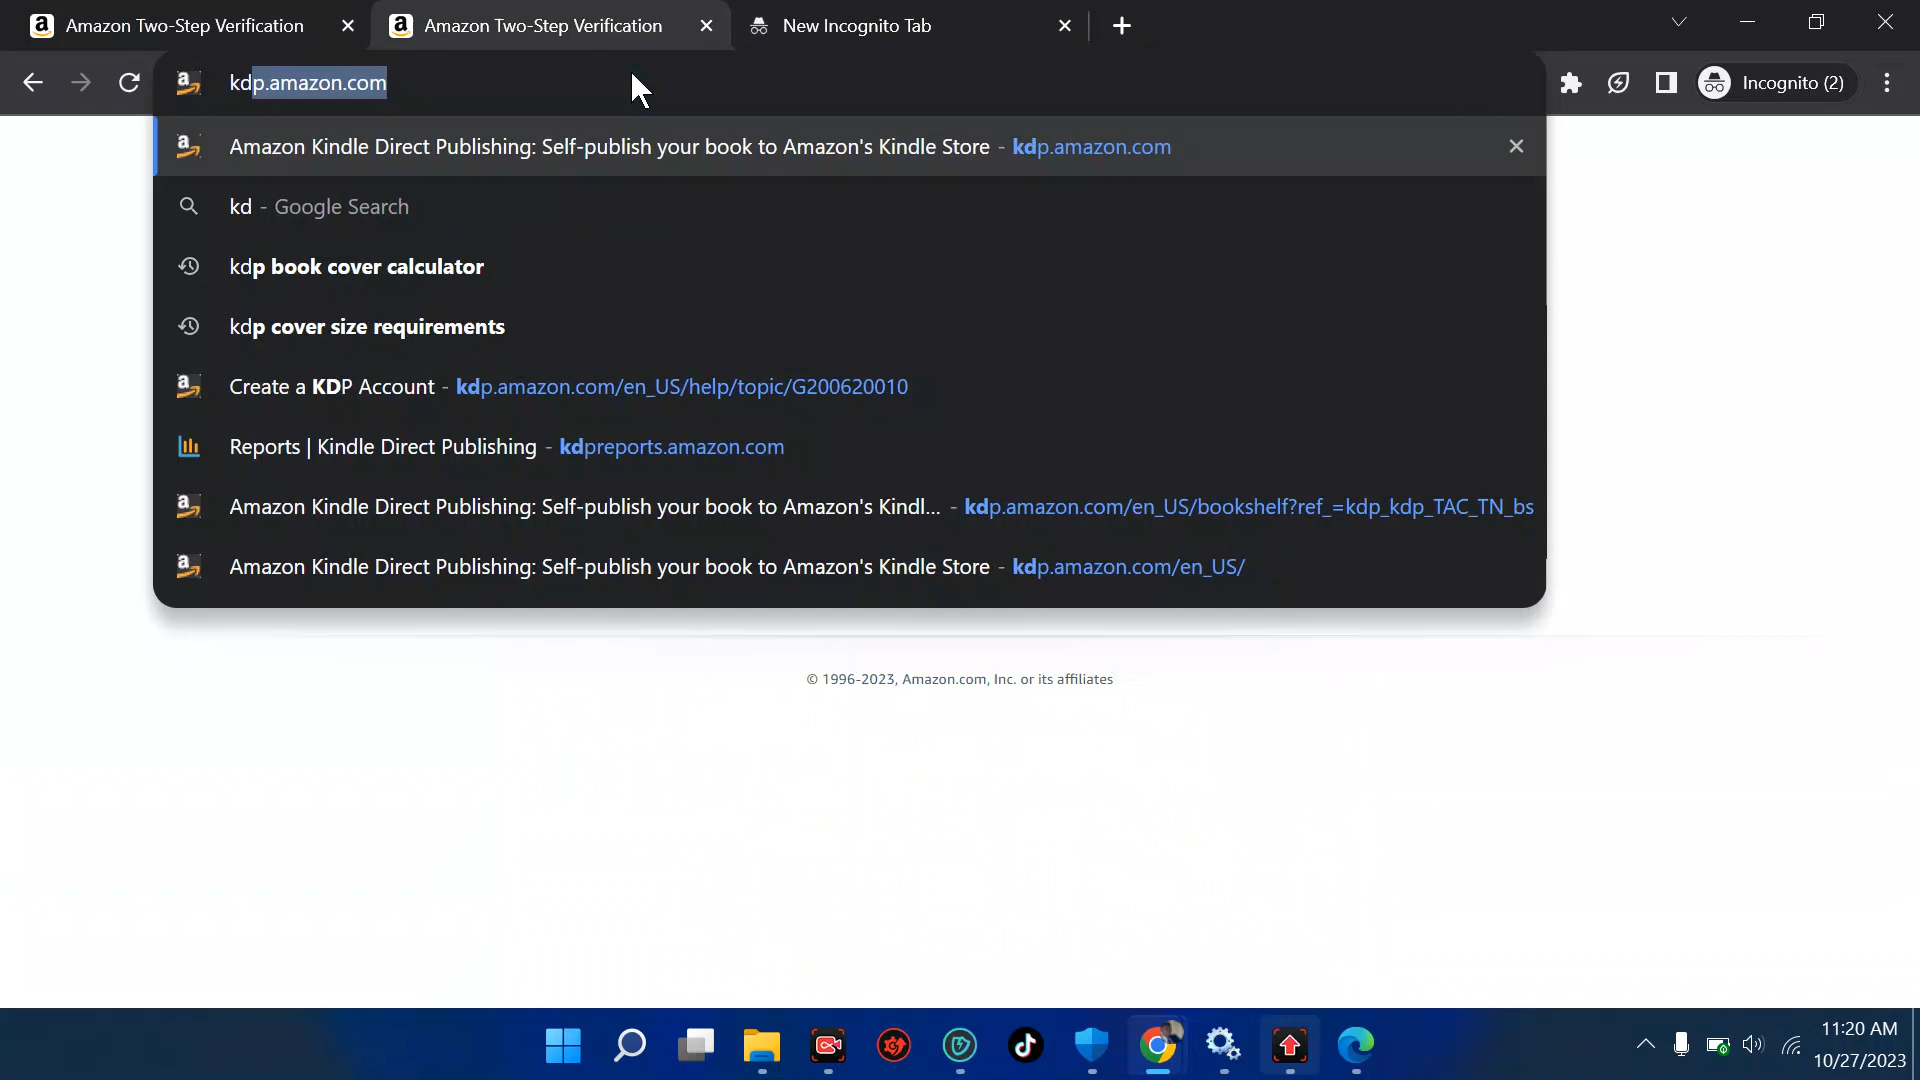 Amazon Two-Step Verification
Amazon Two-Step Verification
New Incognito Tab
kdp.amazon.com
Incognito (2)
Amazon Kindle Direct Publishing: Self-publish your book to Amazon's Kindle Store - kdp.amazon.com
kd - Google Search
kdp book cover calculator
kdp cover size requirements
Create a KDP Account - kdp.amazon.com/en_US/help/topic/G200620010
Reports | Kindle Direct Publishing - kdpreports.amazon.com
Amazon Kindle Direct Publishing: Self-publish your book to Amazon's Kindl... - kdp.amazon.com/en_US/bookshelf?ref_=kdp_kdp_TAC_TN_bs
Amazon Kindle Direct Publishing: Self-publish your book to Amazon's Kindle Store - kdp.amazon.com/en_US/
© 1996-2023, Amazon.com, Inc. or its affiliates
11:20 AM
10/27/2023